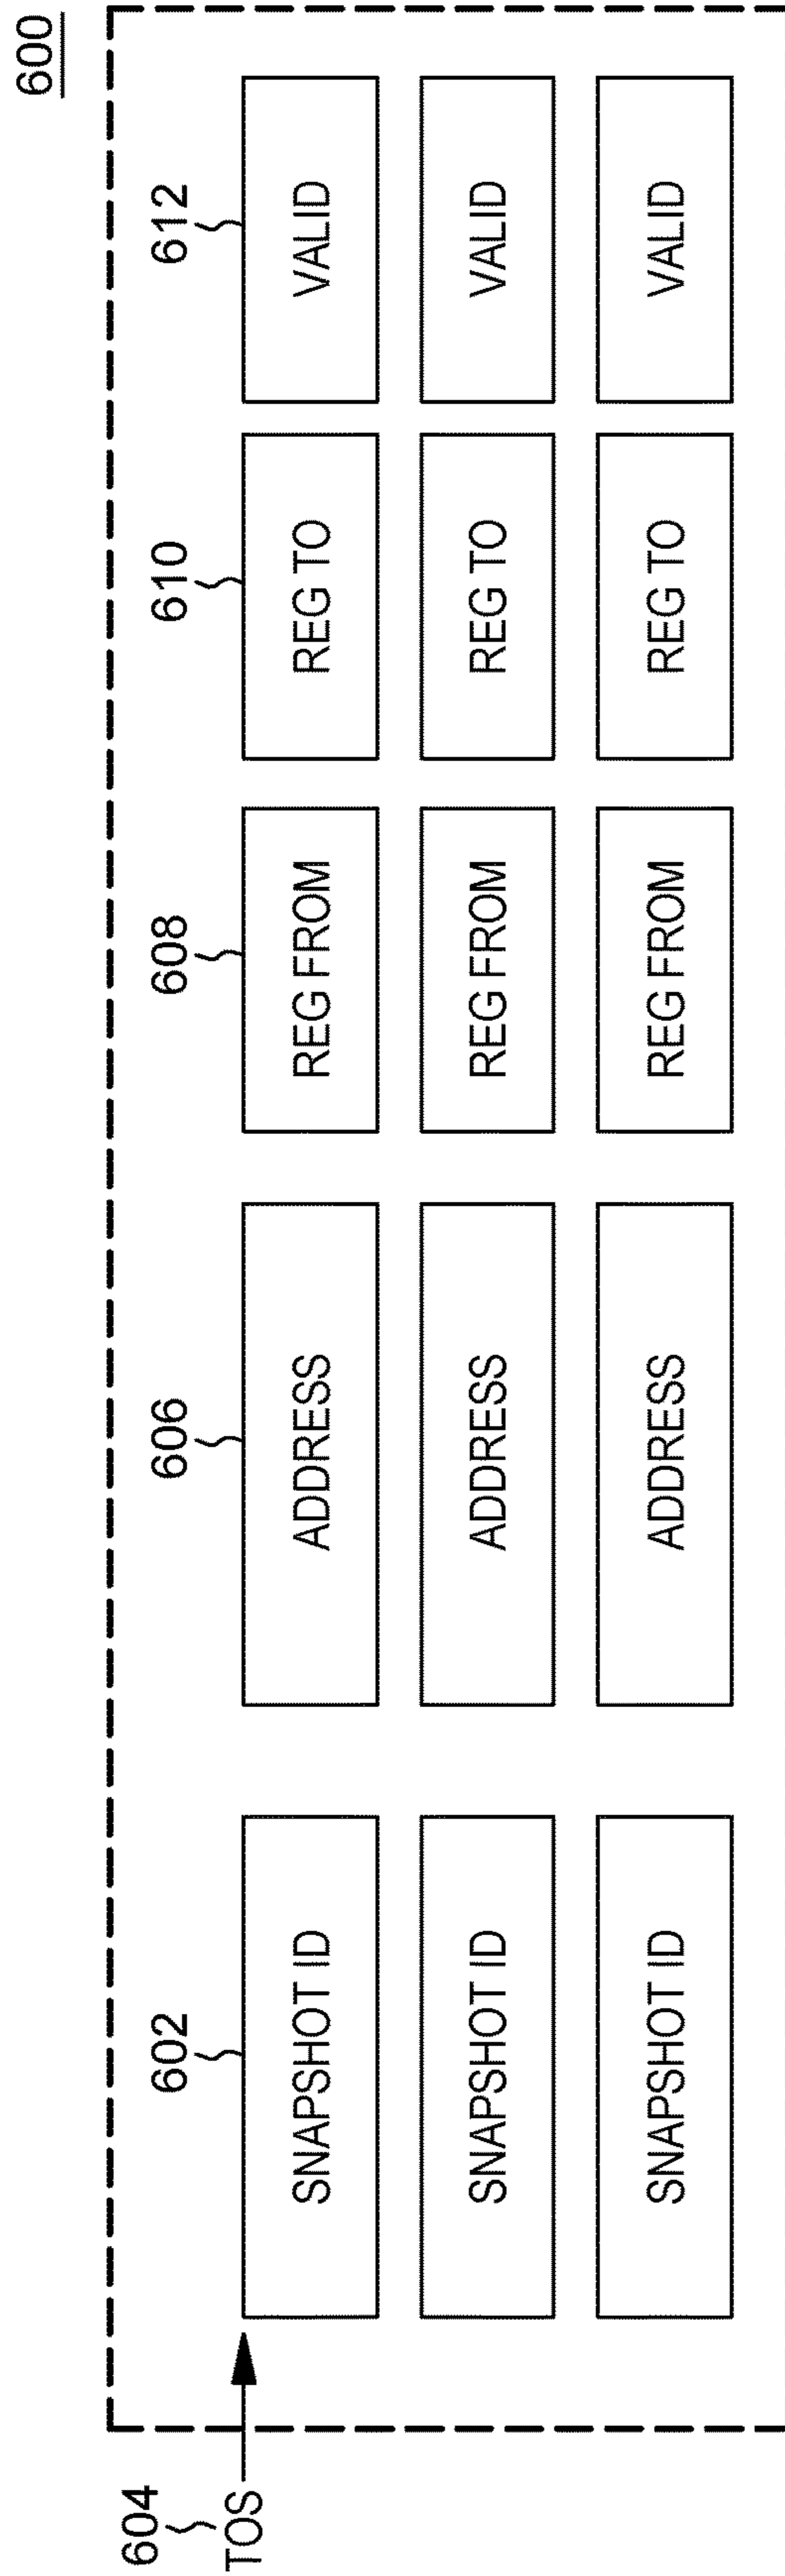 600
604
602
606
608
610
612
TOS
SNAPSHOT ID
ADDRESS
REG FROM
REG TO
VALID
SNAPSHOT ID
ADDRESS
REG FROM
REG TO
VALID
SNAPSHOT ID
ADDRESS
REG FROM
REG TO
VALID